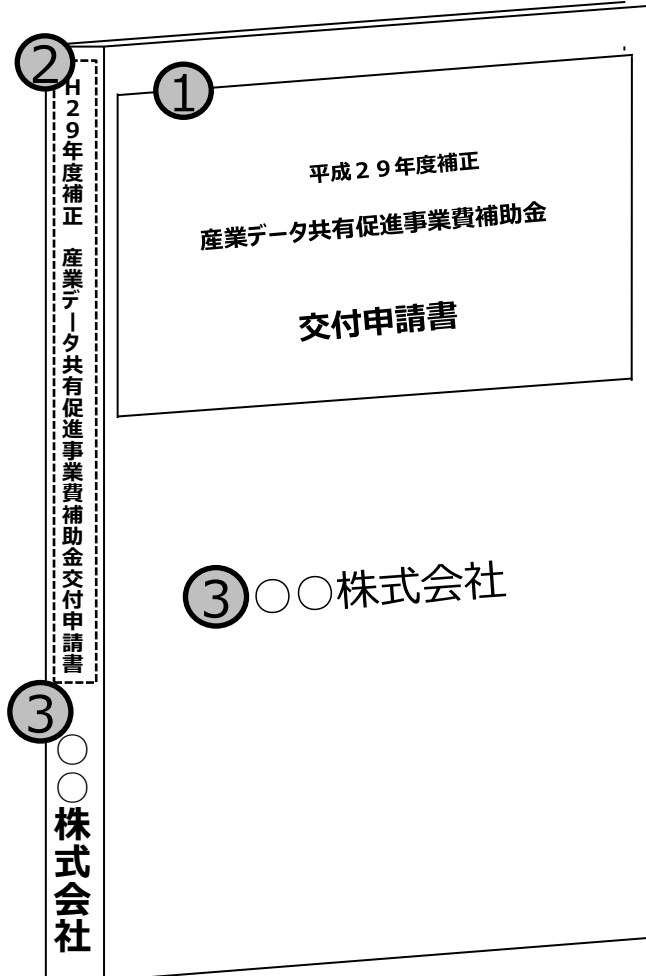 2
H29年度補正 産業データ共有促進事業費補助金交付申請書
3
○○株式会社
1
平成２９年度補正
産業データ共有促進事業費補助金
交付申請書
3
○○株式会社